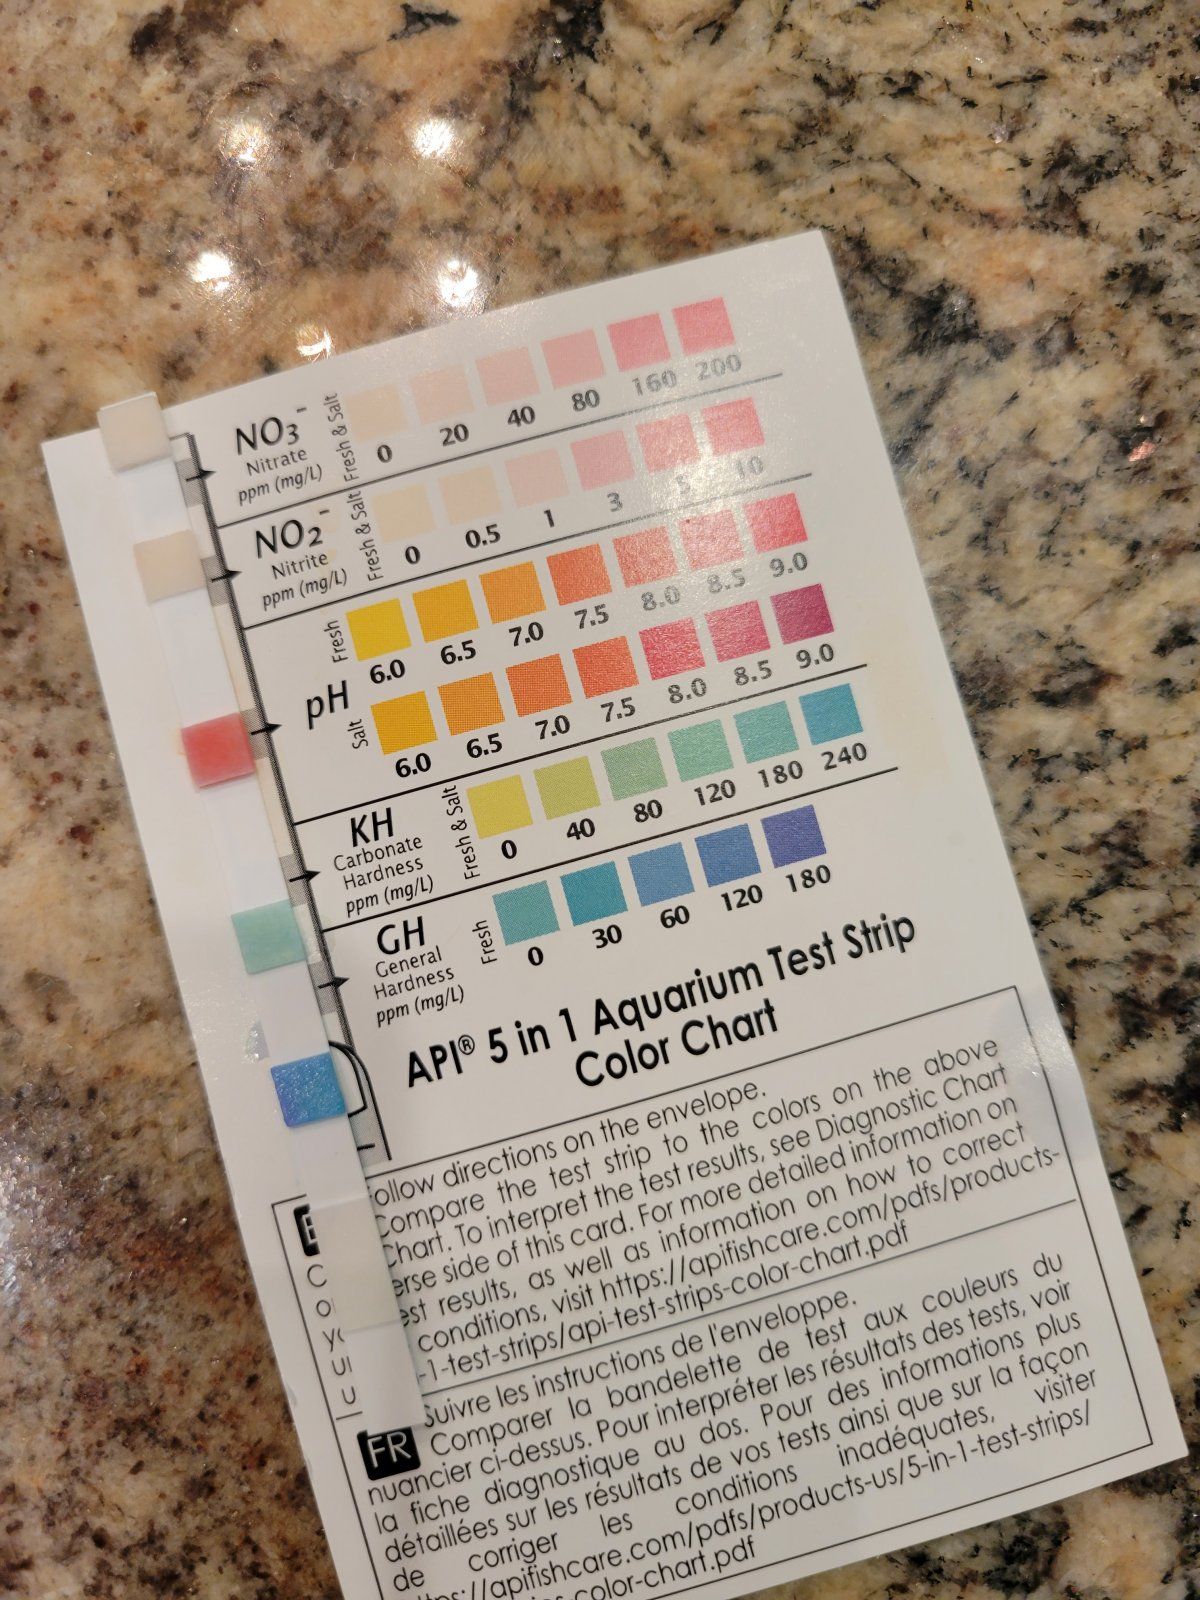 NO3-
Nitrate
ppm (mg/L)
Fresh & Salt
0 20 40 80 160 200
NO2-
Nitrite
ppm (mg/L)
Fresh & Salt
0 0.5 1 3 5 10
pH
Fresh
6.0 6.5 7.0 7.5 8.0 8.5 9.0
Salt
6.0 6.5 7.0 7.5 8.0 8.5 9.0
KH
Carbonate
Hardness
ppm (mg/L)
Fresh & Salt
0 40 80 120 180 240
GH
General
Hardness
ppm (mg/L)
Fresh
0 30 60 120 180
API® 5 in 1 Aquarium Test Strip
Color Chart
ollow directions on the envelope.
Compare the test strip to the colors on the above
Chart. To interpret the test results, see Diagnostic Chart
erse side of this card. For more detailed information on
est results, as well as information on how to correct
conditions, visit https://apifishcare.com/pdfs/products-
-1-test-strips/api-test-strips-color-chart.pdf
FR
Suivre les instructions de l'enveloppe.
Comparer la bandelette de test aux couleurs du
nuancier ci-dessus. Pour interpréter les résultats des tests, voir
la fiche diagnostique au dos. Pour des informations plus
détaillées sur les résultats de vos tests ainsi que sur la façon
de corriger les conditions inadéquates, visiter
https://apifishcare.com/pdfs/products-us/5-in-1-test-strips/
ps-color-chart.pdf